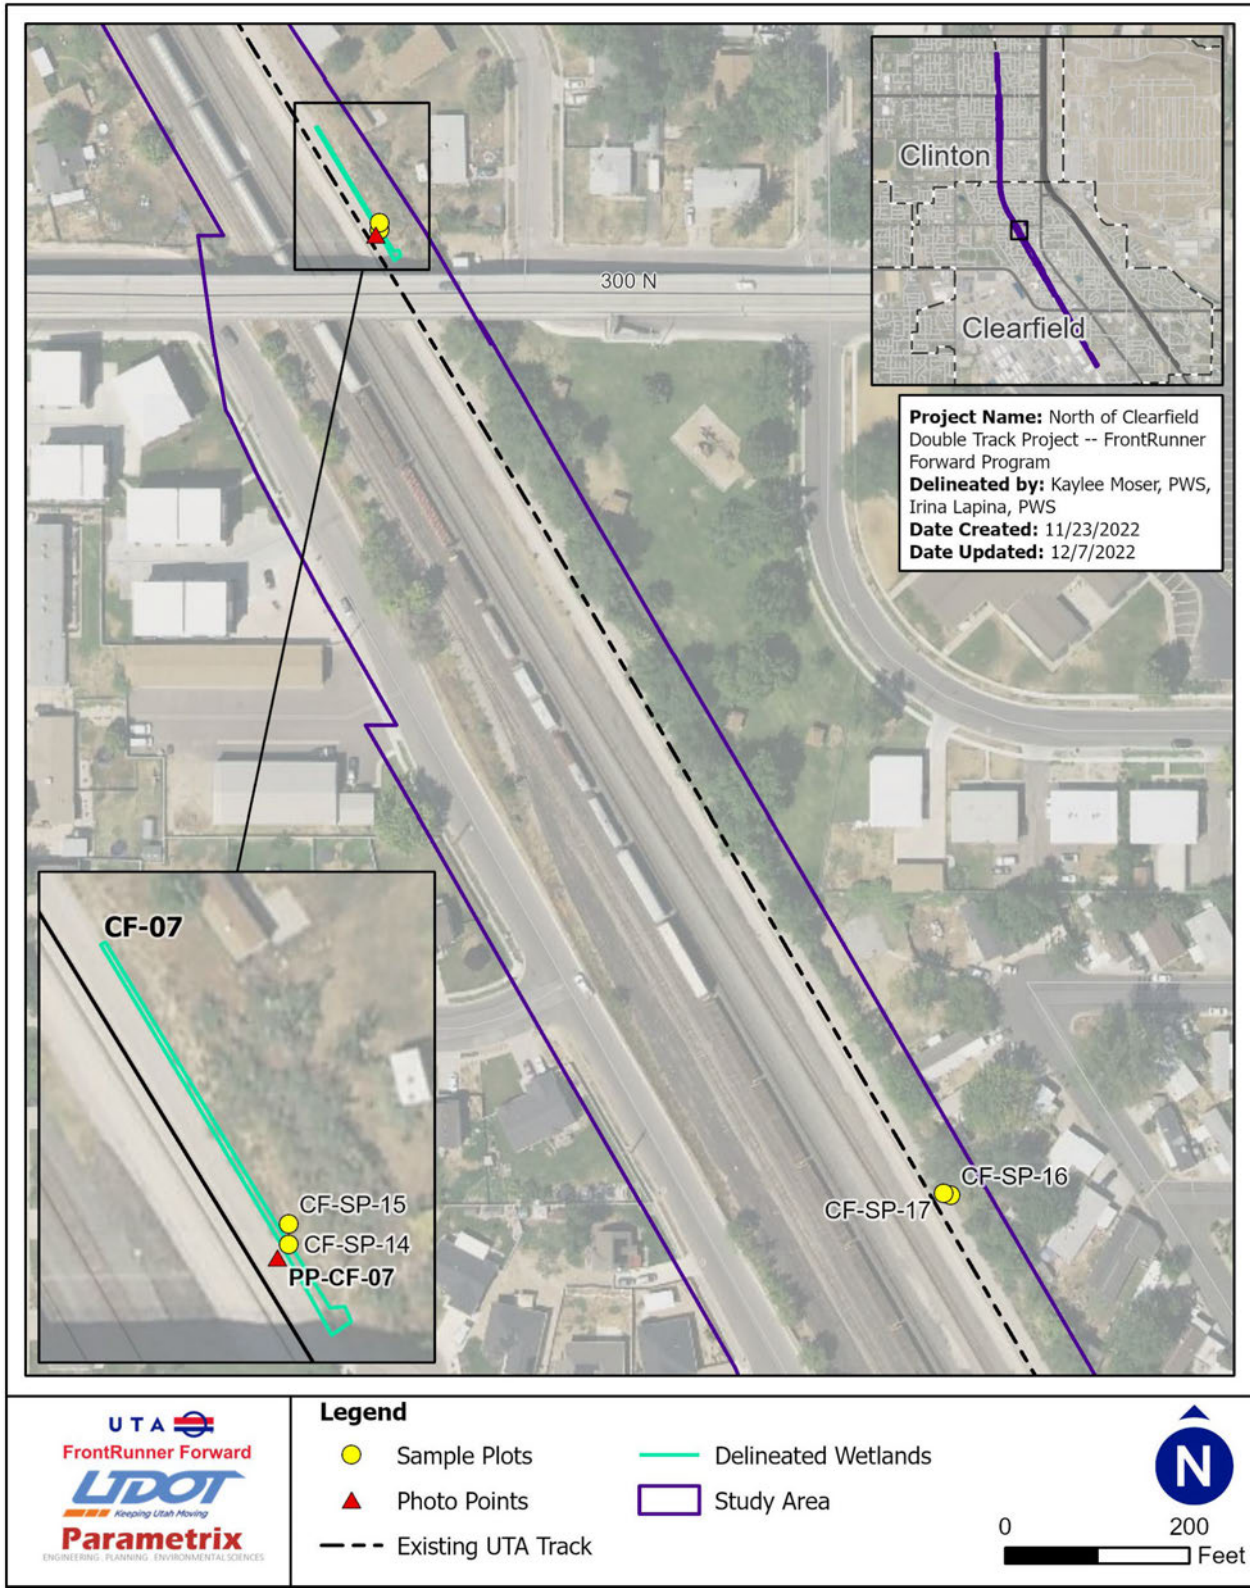 Clinton
Clearfield
300 N
Project Name: North of Clearfield
Double Track Project -- FrontRunner
Forward Program
Delineated by: Kaylee Moser, PWS,
Irina Lapina, PWS
Date Created: 11/23/2022
Date Updated: 12/7/2022
CF-07
CF-SP-15
CF-SP-14
PP-CF-07
CF-SP-16
CF-SP-17
UTA
FrontRunner Forward
UDOT
Keeping Utah Moving
Parametrix
ENGINEERING . PLANNING . ENVIRONMENTAL SCIENCES
Legend
Sample Plots
Photo Points
Existing UTA Track
Delineated Wetlands
Study Area
N
0 200
Feet